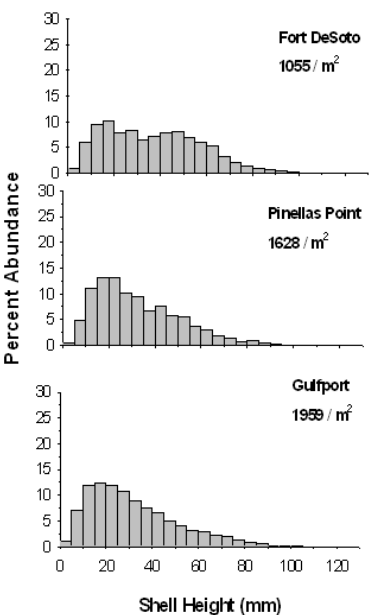 30
Fort DeSoto
25
1055 / m²
20
15
10
5
0
30
Pinellas Point
25
1628 / m²
20
15
10
5
0
Percent Abundance
30
Gulfport
25
1959 / m²
20
15
10
5
0
0 20 40 60 80 100 120
Shell Height (mm)